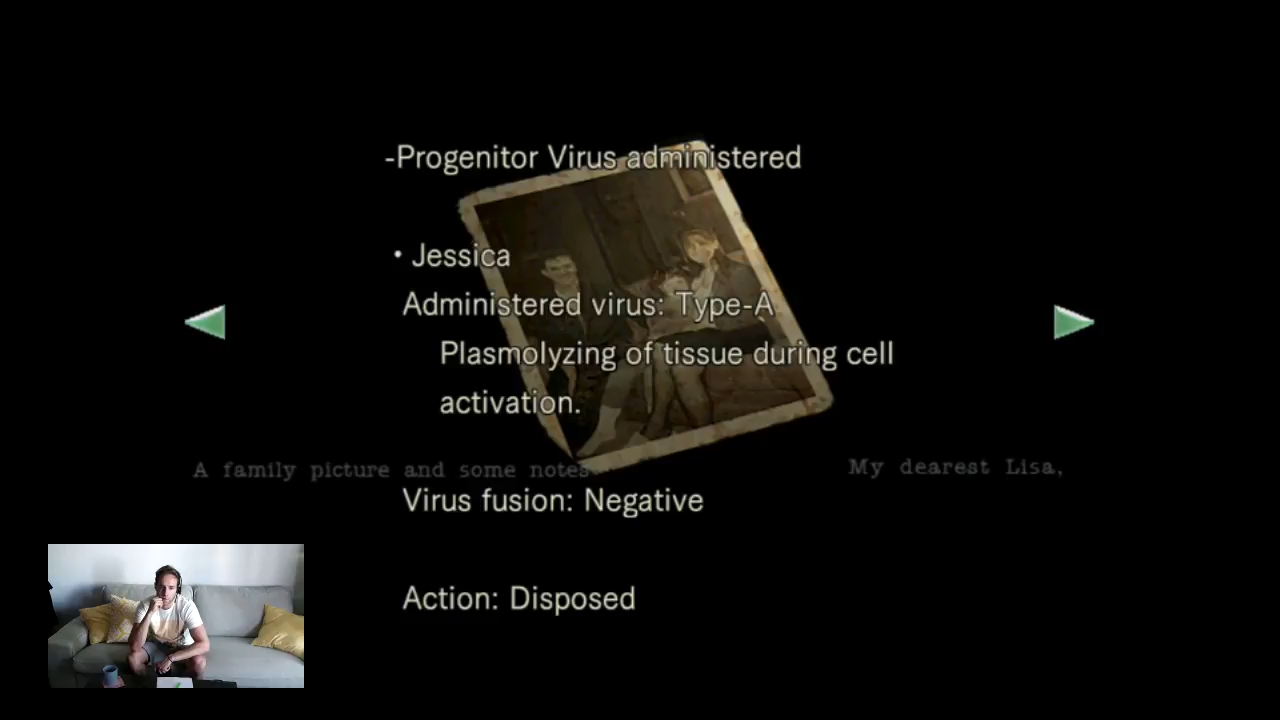 -Progenitor Virus administered
• Jessica
Administered virus: Type-A
Plasmolyzing of tissue during cell
activation.
A family picture and some notes
My dearest Lisa,
Virus fusion: Negative
Action: Disposed